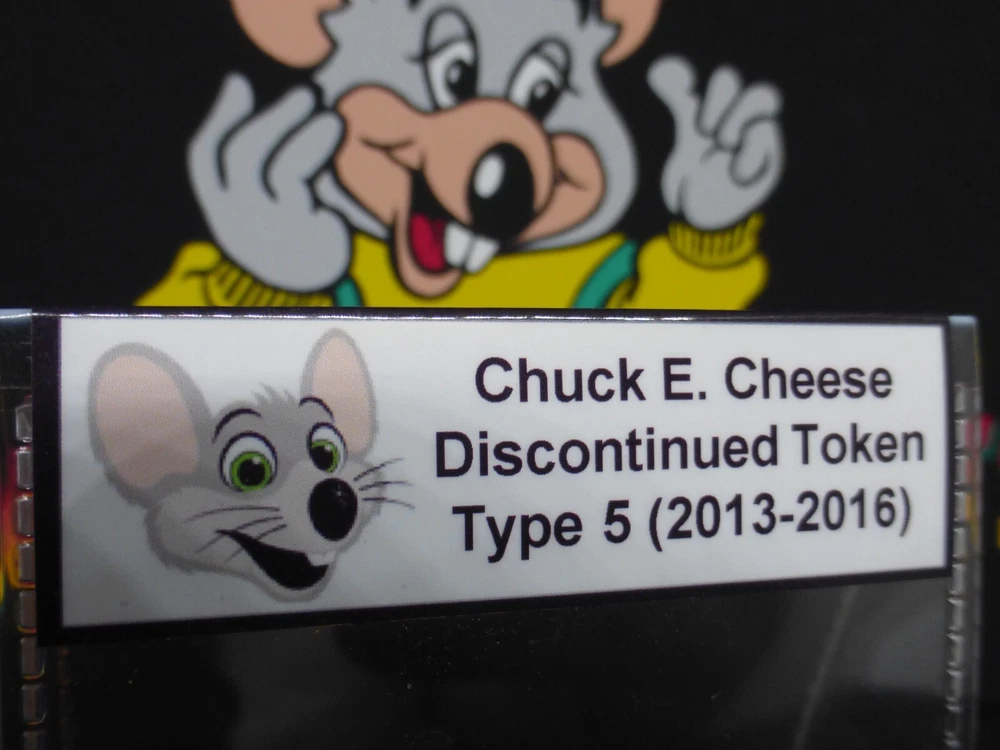 Chuck E. Cheese
Discontinued Token
Type 5 (2013-2016)